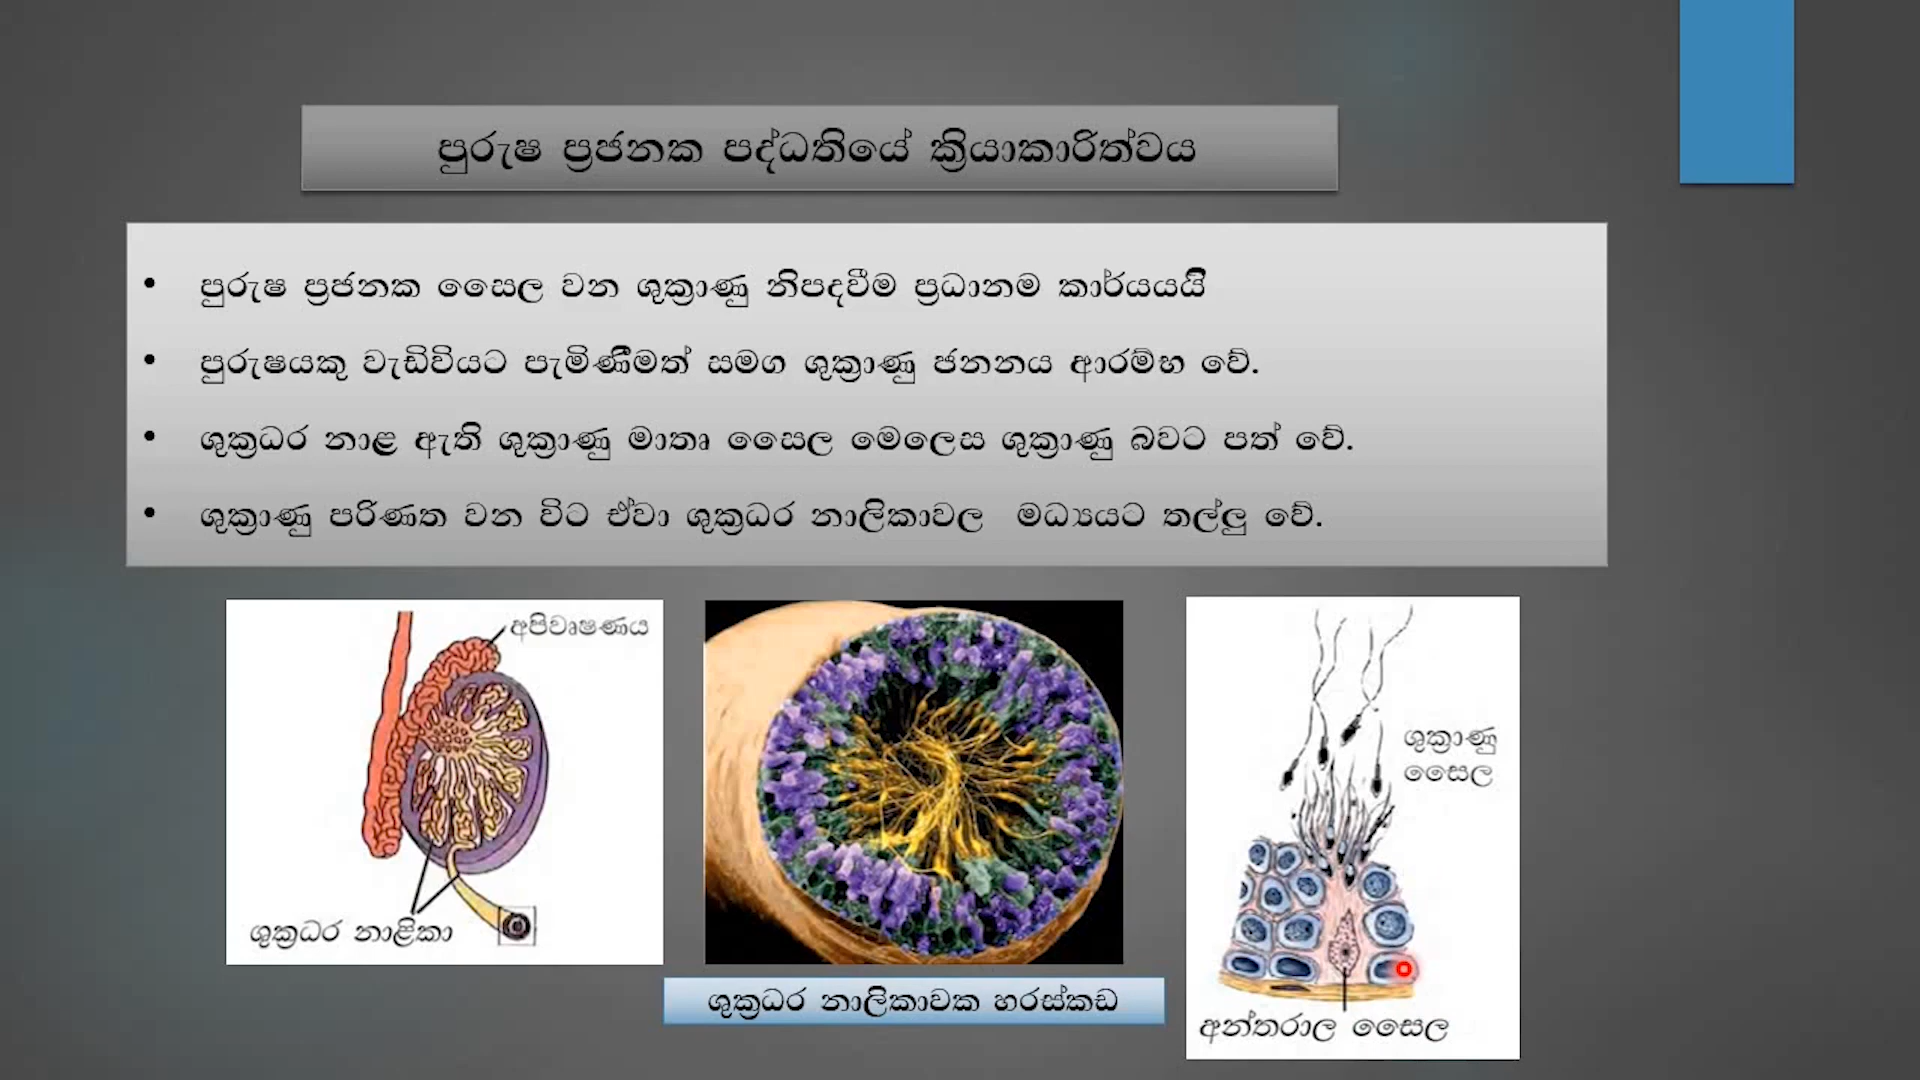 පුරුෂ ප්‍රජනක පද්ධතියේ ක්‍රියාකාරිත්වය
• පුරුෂ ප්‍රජනක සෛල වන ශුක්‍රාණු නිපදවීම ප්‍රධානම කාර්යයයි
• පුරුෂයකු වැඩිවියට පැමිණීමත් සමග ශුක්‍රාණු ජනනය ආරම්භ වේ.
• ශුක්‍රධර නාළ ඇති ශුක්‍රාණු මාතෘ සෛල මෙලෙස ශුක්‍රාණු බවට පත් වේ.
• ශුක්‍රාණු පරිණත වන විට ඒවා ශුක්‍රධර නාලිකාවල මධ්‍යයට තල්ලු වේ.
අපිවෘෂණය
ශුක්‍රධර නාළිකා
ශුක්‍රධර නාලිකාවක හරස්කඩ
ශුක්‍රාණු
සෛල
අන්තරාල සෛල